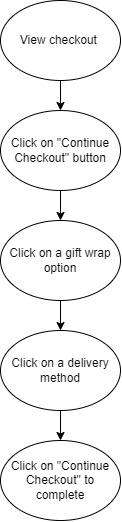 View checkout
Click on "Continue
Checkout" button
Click on a gift wrap
option
Click on a delivery
method
Click on "Continue
Checkout" to
complete